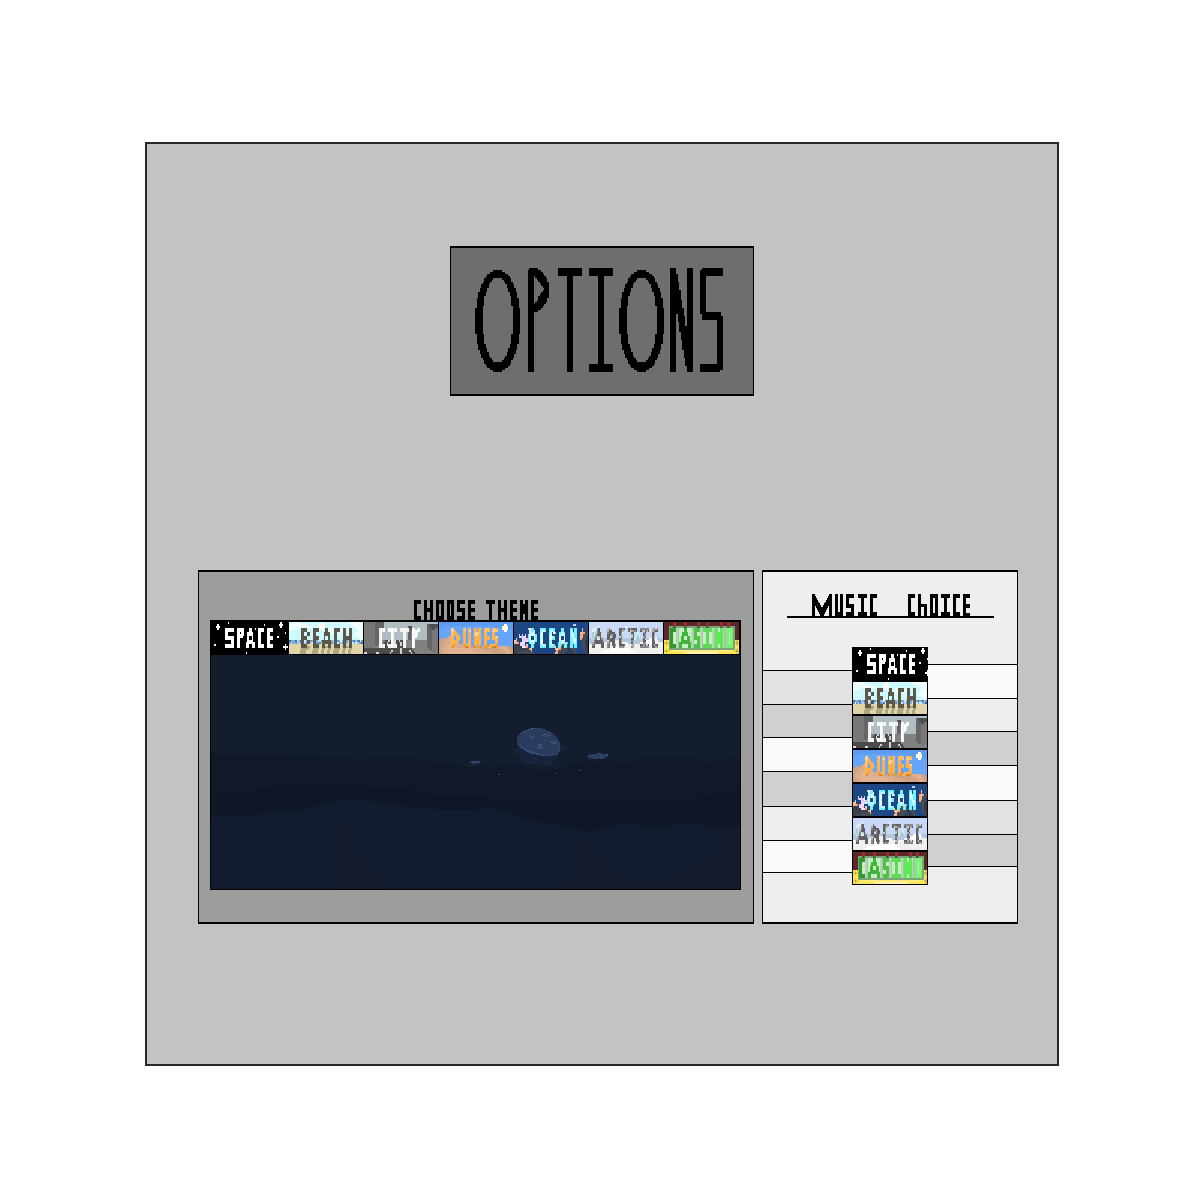 OPTIONS
CHOOSE THEME
SPACE BEACH CITY DUNES OCEAN ARCTIC CASINO
MUSIC ChOICE
SPACE
BEACH
CITY
DUNES
OCEAN
ARCTIC
CASINO